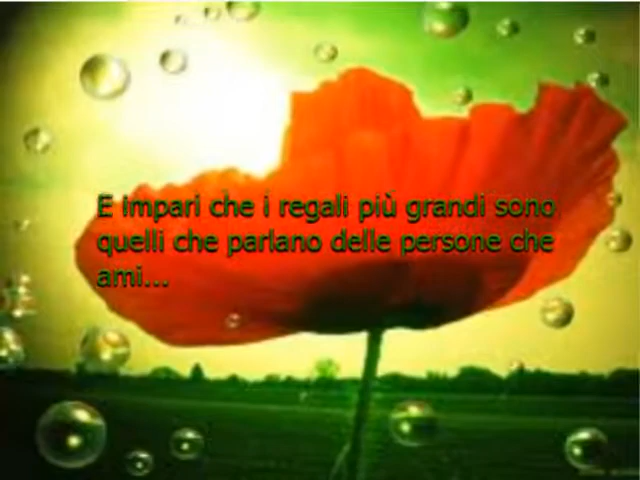 E impari che i regali più grandi sono
quelli che parlano delle persone che
ami...